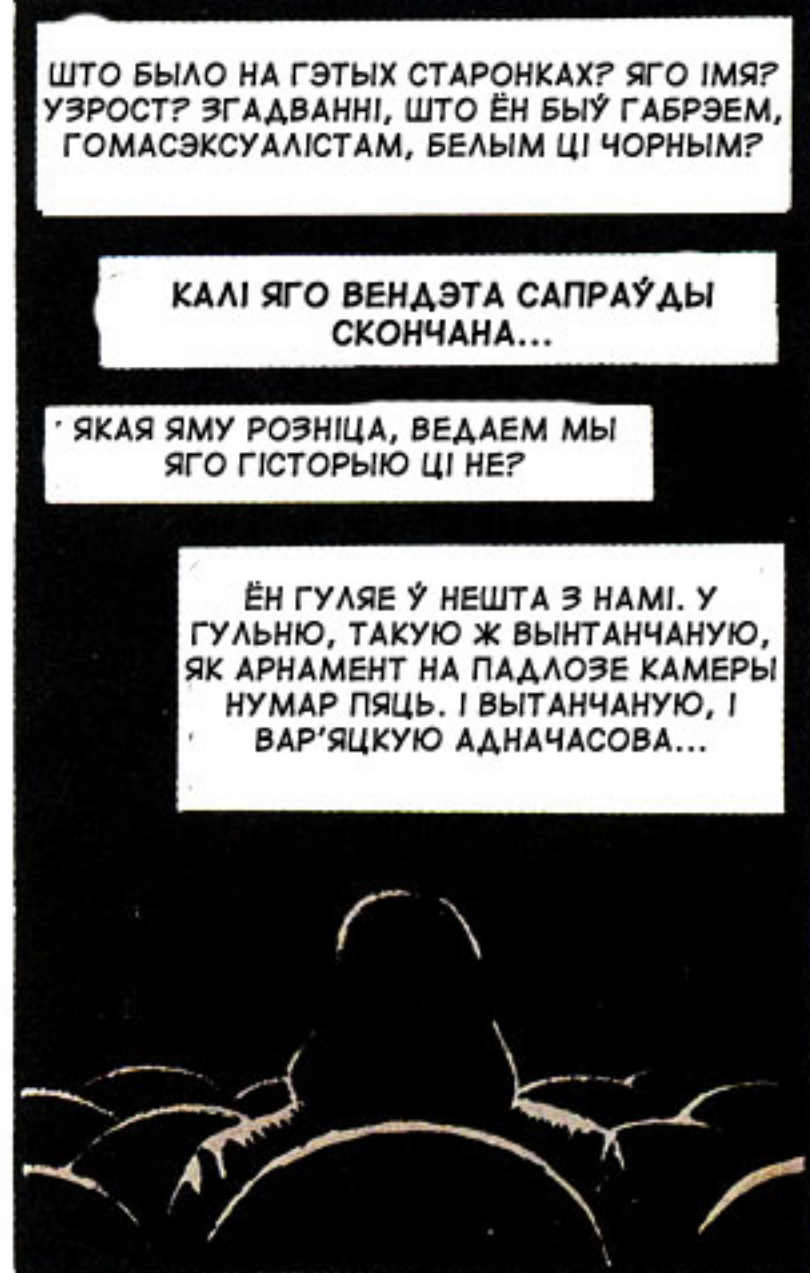 ШТО БЫЛО НА ГЭТЫХ СТАРОНКАХ? ЯГО ІМЯ?
УЗРОСТ? ЗГАДВАННІ, ШТО ЁН БЫЎ ГАБРЭЕМ,
ГОМАСЭКСУАЛІСТАМ, БЕЛЫМ ЦІ ЧОРНЫМ?
КАЛІ ЯГО ВЕНДЭТА САПРАЎДЫ
СКОНЧАНА...
ЯКАЯ ЯМУ РОЗНІЦА, ВЕДАЕМ МЫ
ЯГО ГІСТОРЫЮ ЦІ НЕ?
ЁН ГУЛЯЕ Ў НЕШТА З НАМІ. У
ГУЛЬНЮ, ТАКУЮ Ж ВЫНТАНЧАНУЮ,
ЯК АРНАМЕНТ НА ПАДЛОЗЕ КАМЕРЫ
НУМАР ПЯЦЬ. І ВЫТАНЧАНУЮ, І
ВАР'ЯЦКУЮ АДНАЧАСОВА...